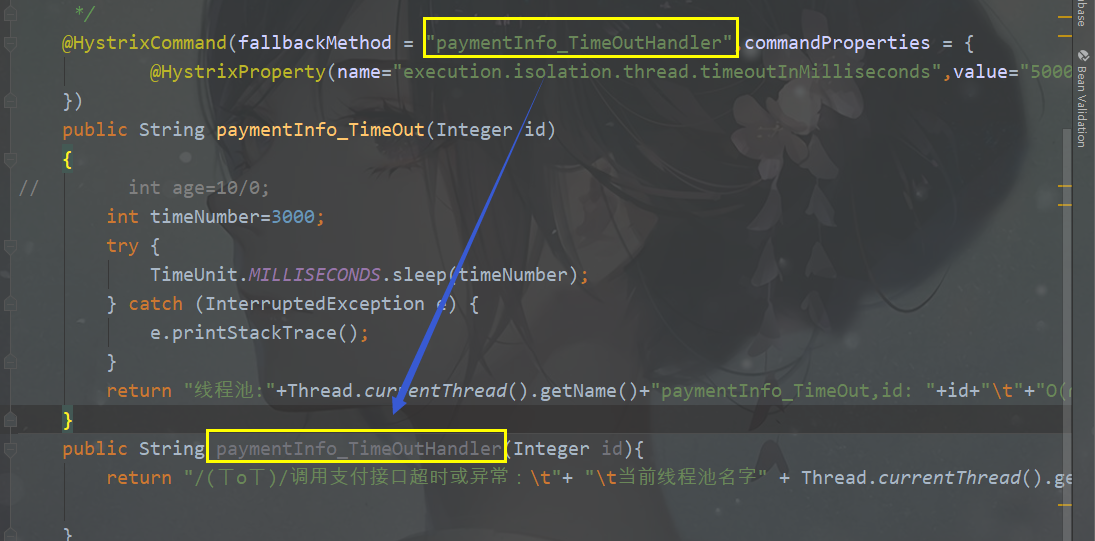 */
@HystrixCommand(fallbackMethod = "paymentInfo_TimeOutHandler",commandProperties = {
@HystrixProperty(name="execution.isolation.thread.timeoutInMilliseconds",value="5000
})
public String paymentInfo_TimeOut(Integer id)
{
// int age=10/0;
int timeNumber=3000;
try {
TimeUnit.MILLISECONDS.sleep(timeNumber);
} catch (InterruptedException e) {
e.printStackTrace();
}
return "线程池:"+Thread.currentThread().getName()+"paymentInfo_TimeOut,id: "+id+"\t"+"O(
}
public String paymentInfo_TimeOutHandler(Integer id){
return "/(ㄒoㄒ)/调用支付接口超时或异常：\t"+ "\t当前线程池名字" + Thread.currentThread().ge
}
Bean Validation